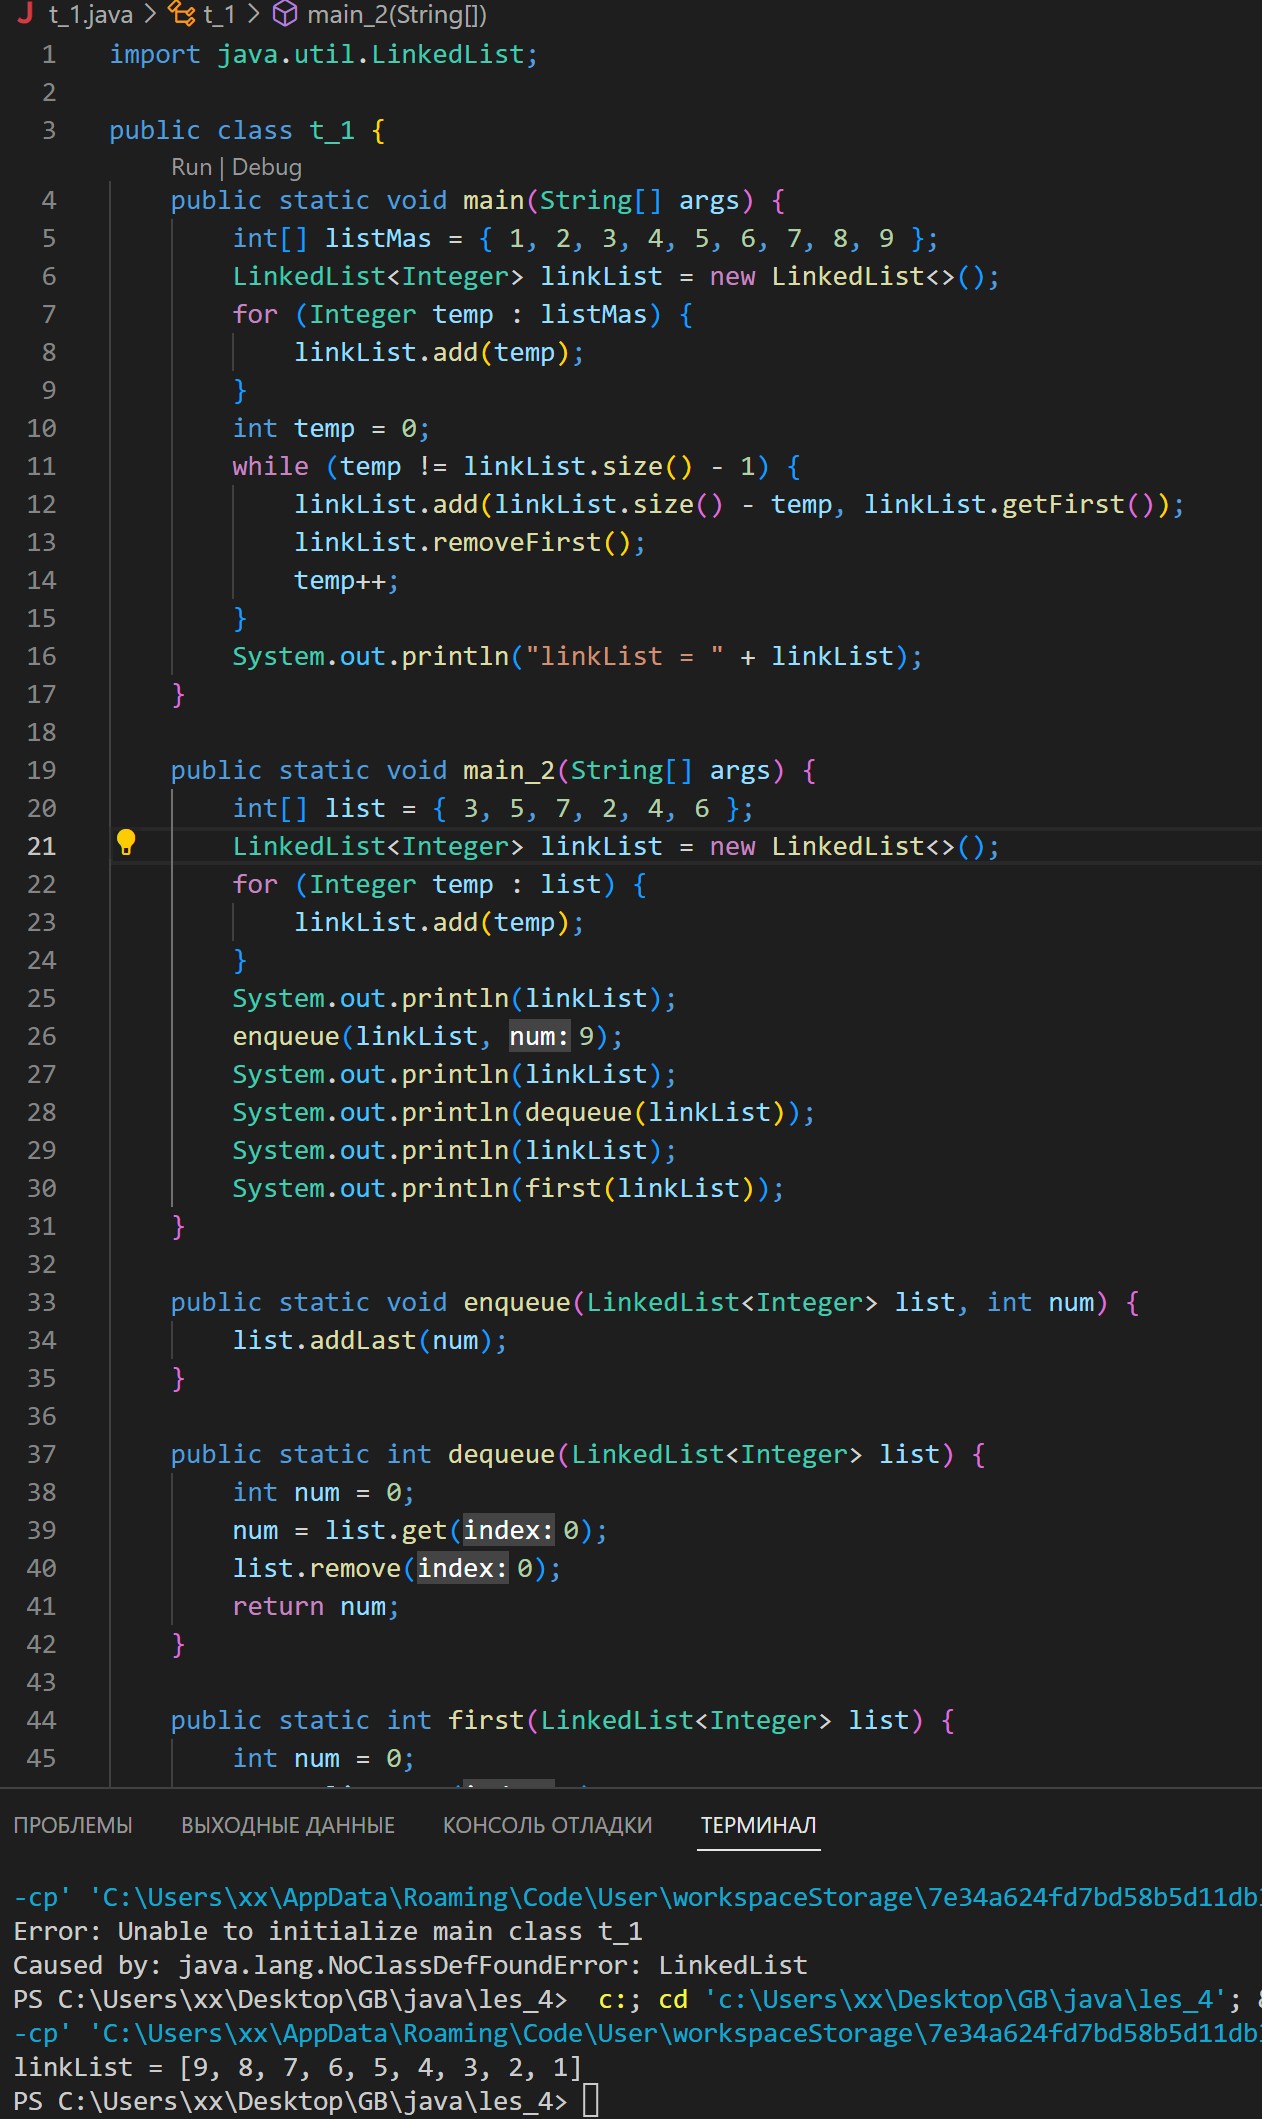 t_1.java > t_1 > main_2(String[])
1 import java.util.LinkedList;
2
3 public class t_1 {
Run | Debug
4 public static void main(String[] args) {
5 int[] listMas = { 1, 2, 3, 4, 5, 6, 7, 8, 9 };
6 LinkedList<Integer> linkList = new LinkedList<>();
7 for (Integer temp : listMas) {
8 linkList.add(temp);
9 }
10 int temp = 0;
11 while (temp != linkList.size() - 1) {
12 linkList.add(linkList.size() - temp, linkList.getFirst());
13 linkList.removeFirst();
14 temp++;
15 }
16 System.out.println("linkList = " + linkList);
17 }
18
19 public static void main_2(String[] args) {
20 int[] list = { 3, 5, 7, 2, 4, 6 };
21 LinkedList<Integer> linkList = new LinkedList<>();
22 for (Integer temp : list) {
23 linkList.add(temp);
24 }
25 System.out.println(linkList);
26 enqueue(linkList, num: 9);
27 System.out.println(linkList);
28 System.out.println(dequeue(linkList));
29 System.out.println(linkList);
30 System.out.println(first(linkList));
31 }
32
33 public static void enqueue(LinkedList<Integer> list, int num) {
34 list.addLast(num);
35 }
36
37 public static int dequeue(LinkedList<Integer> list) {
38 int num = 0;
39 num = list.get(index: 0);
40 list.remove(index: 0);
41 return num;
42 }
43
44 public static int first(LinkedList<Integer> list) {
45 int num = 0;
ПРОБЛЕМЫ ВЫХОДНЫЕ ДАННЫЕ КОНСОЛЬ ОТЛАДКИ ТЕРМИНАЛ
-cp' 'C:\Users\xx\AppData\Roaming\Code\User\workspaceStorage\7e34a624fd7bd58b5d11db
Error: Unable to initialize main class t_1
Caused by: java.lang.NoClassDefFoundError: LinkedList
PS C:\Users\xx\Desktop\GB\java\les_4> c:; cd 'c:\Users\xx\Desktop\GB\java\les_4'; &
-cp' 'C:\Users\xx\AppData\Roaming\Code\User\workspaceStorage\7e34a624fd7bd58b5d11db
linkList = [9, 8, 7, 6, 5, 4, 3, 2, 1]
PS C:\Users\xx\Desktop\GB\java\les_4>